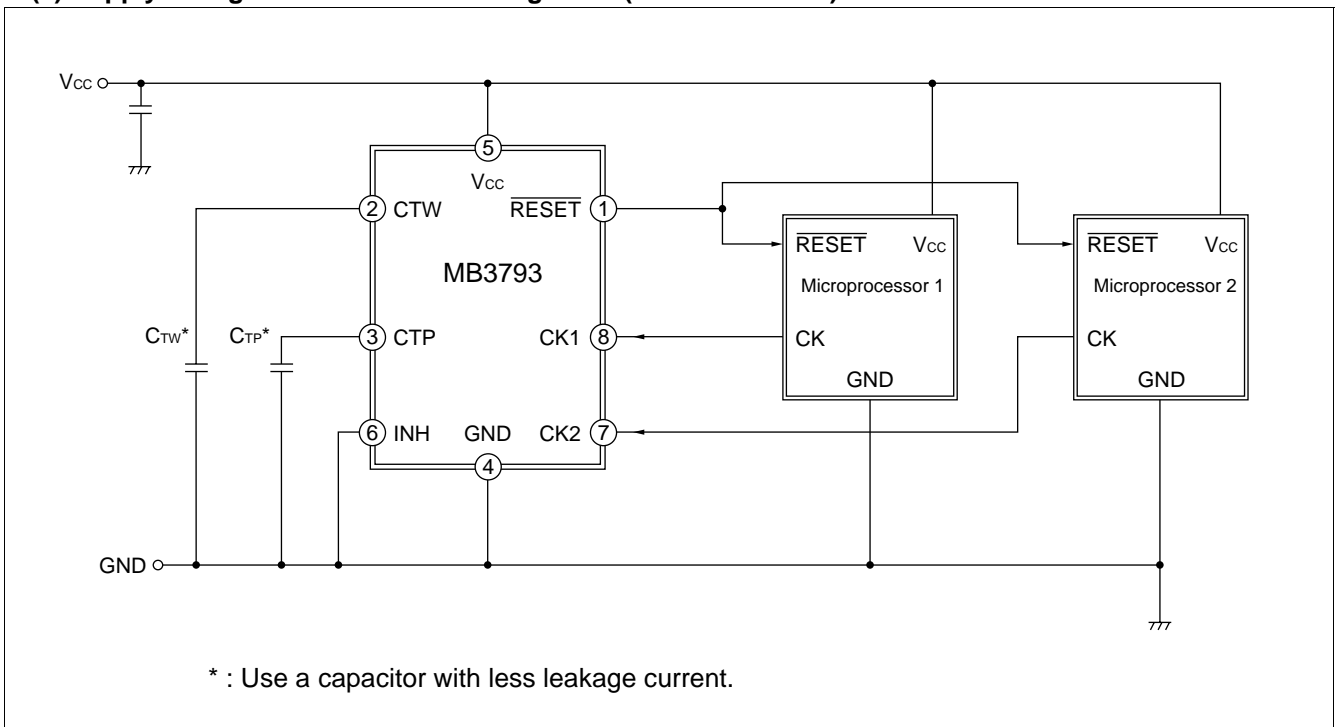 Vcc
5
Vcc
2 CTW
RESET 1
RESET Vcc
RESET Vcc
MB3793
Microprocessor 1
Microprocessor 2
CTW*
CTP*
3 CTP
CK1 8
CK
CK
GND
GND
6 INH
GND
CK2 7
4
GND
* : Use a capacitor with less leakage current.